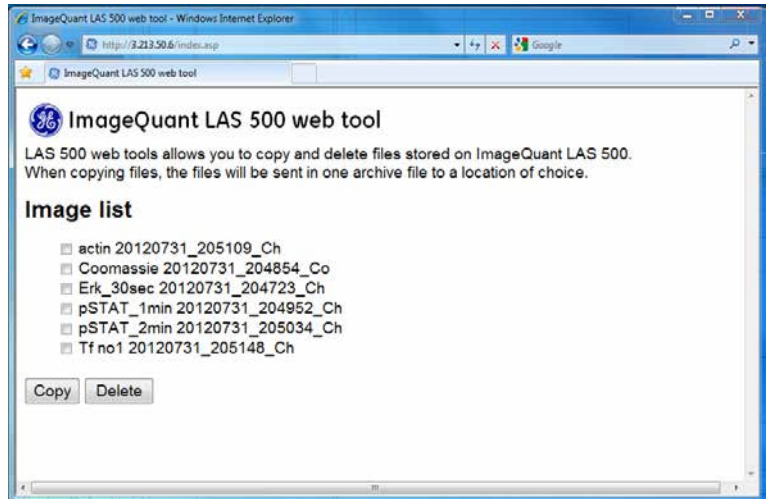 ImageQuant LAS 500 web tool - Windows Internet Explorer
http://3.213.50.6/index.asp
Google
ImageQuant LAS 500 web tool
ImageQuant LAS 500 web tool
LAS 500 web tools allows you to copy and delete files stored on ImageQuant LAS 500.
When copying files, the files will be sent in one archive file to a location of choice.
Image list
actin 20120731_205109_Ch
Coomassie 20120731_204854_Co
Erk_30sec 20120731_204723_Ch
pSTAT_1min 20120731_204952_Ch
pSTAT_2min 20120731_205034_Ch
Tf no1 20120731_205148_Ch
Copy Delete